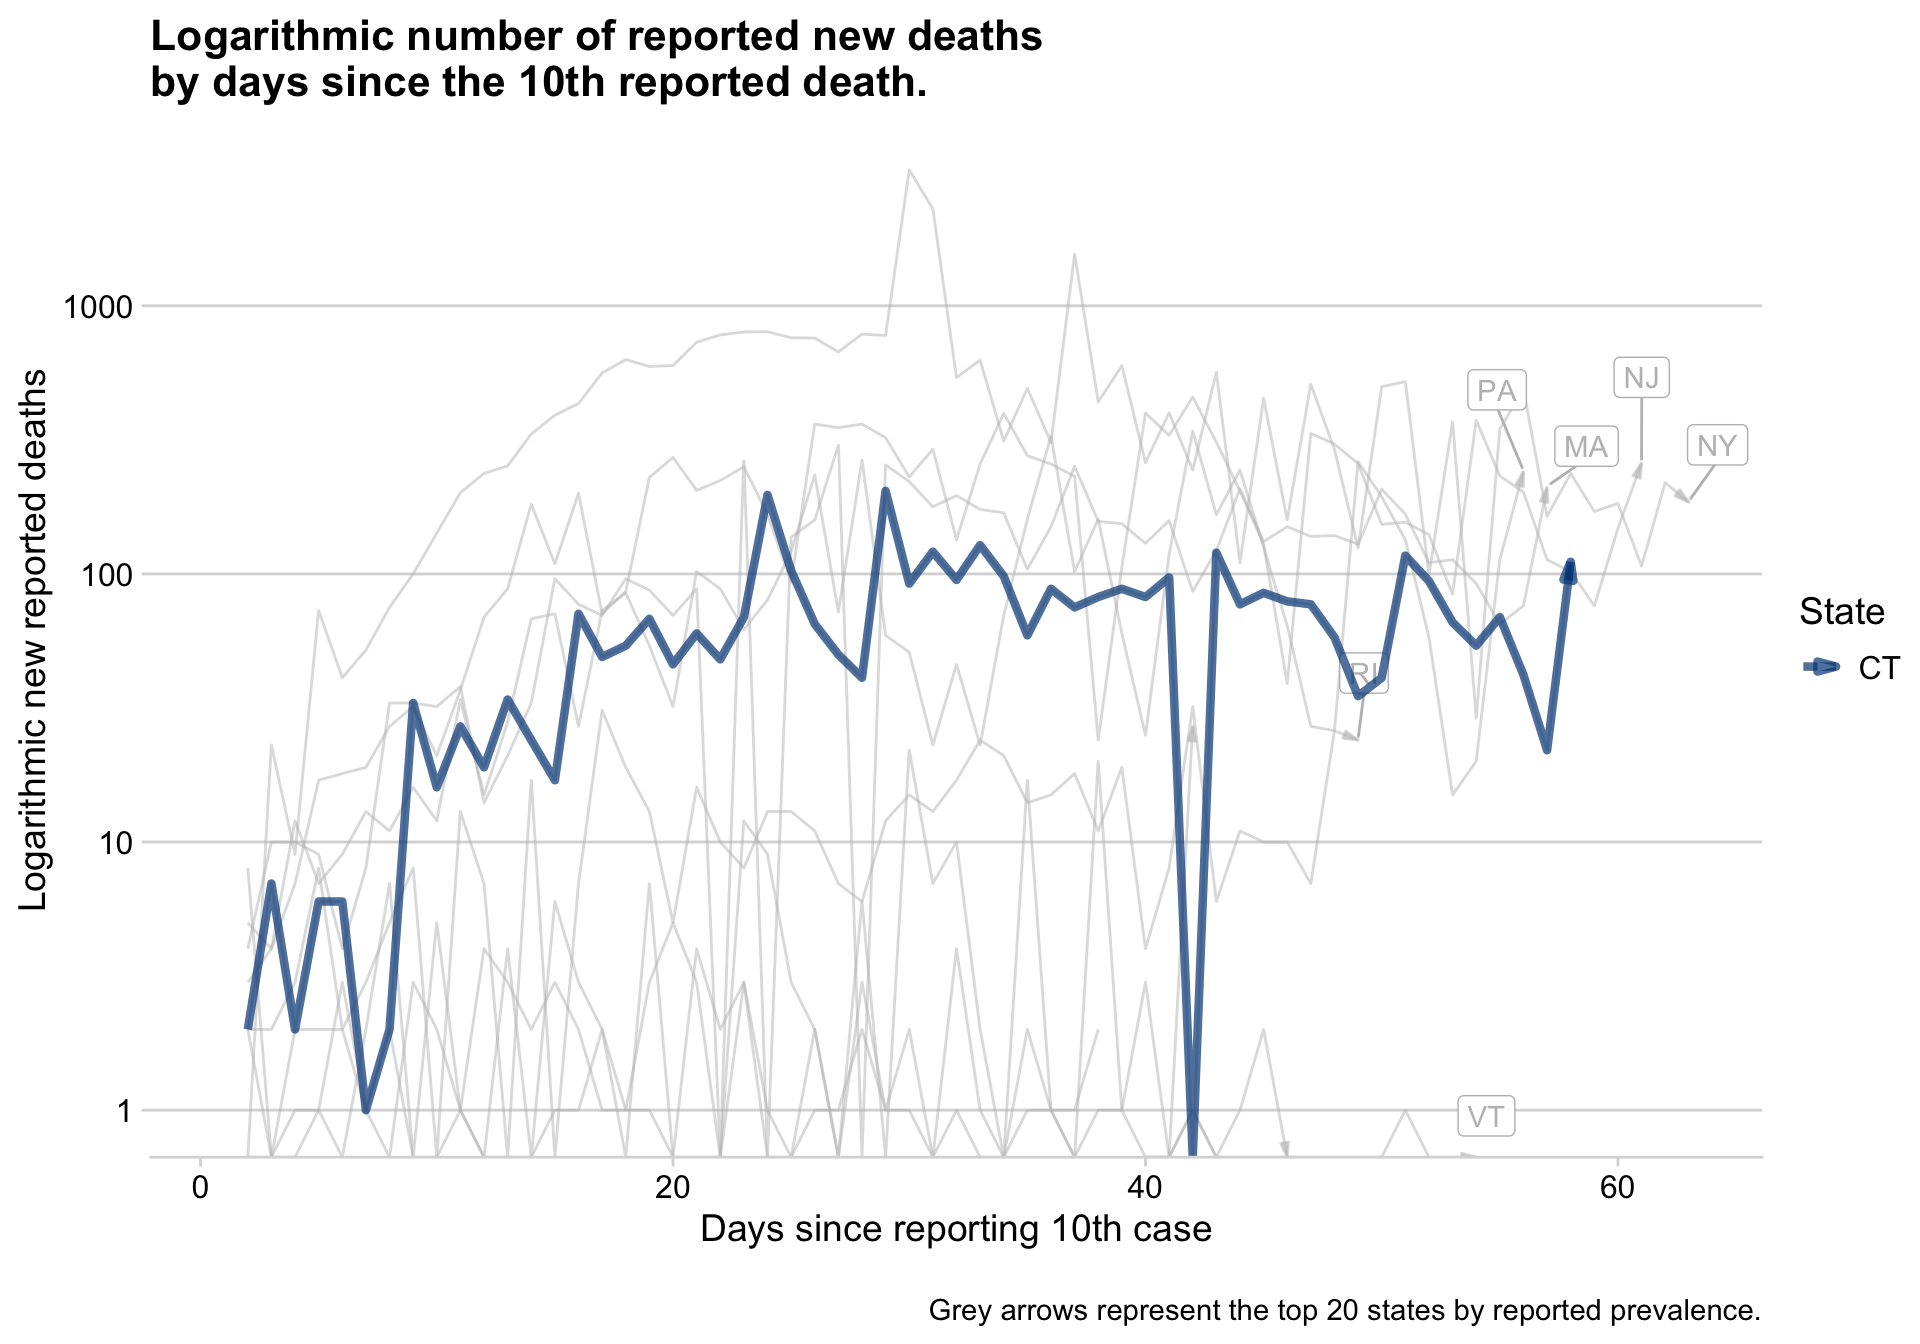 Logarithmic number of reported new deaths
by days since the 10th reported death.
Logarithmic new reported deaths
1000
100
10
1
PA
NJ
MA
NY
RI
VT
State
CT
0
20
40
60
Days since reporting 10th case
Grey arrows represent the top 20 states by reported prevalence.